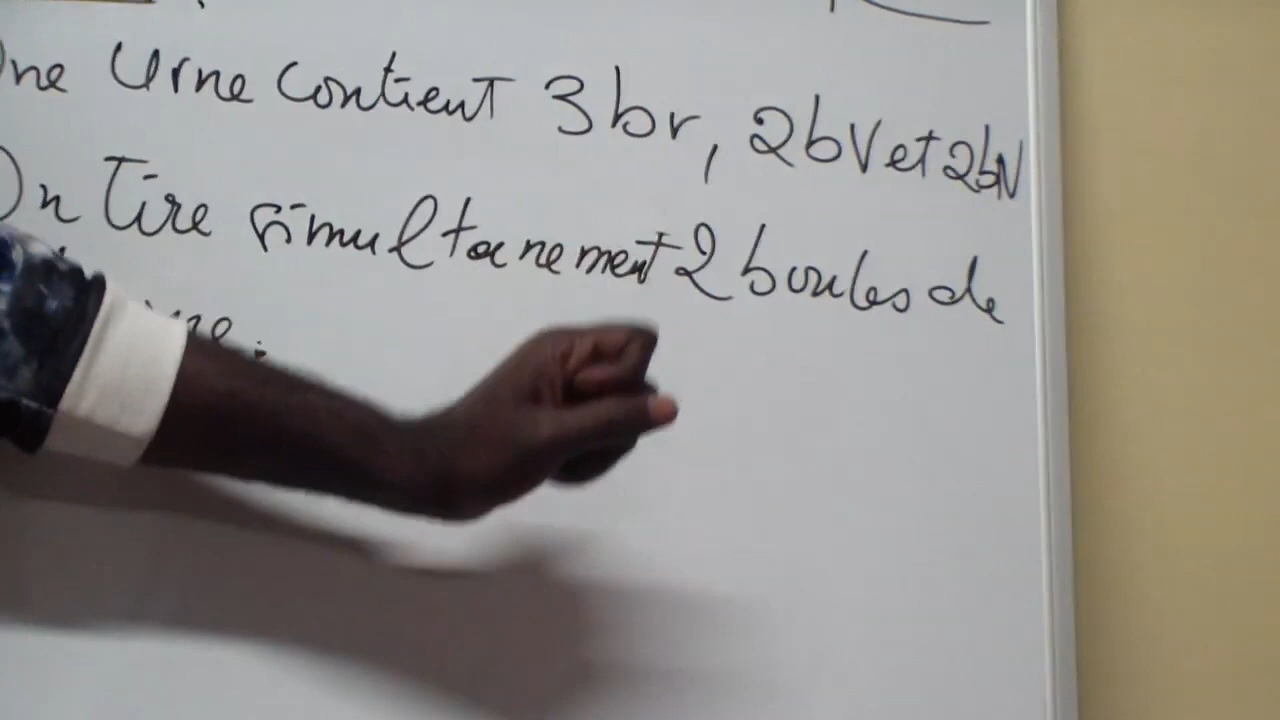 Une Urne contient 3br, 2bV et 2bN
On Tire simultanement 2 boules de